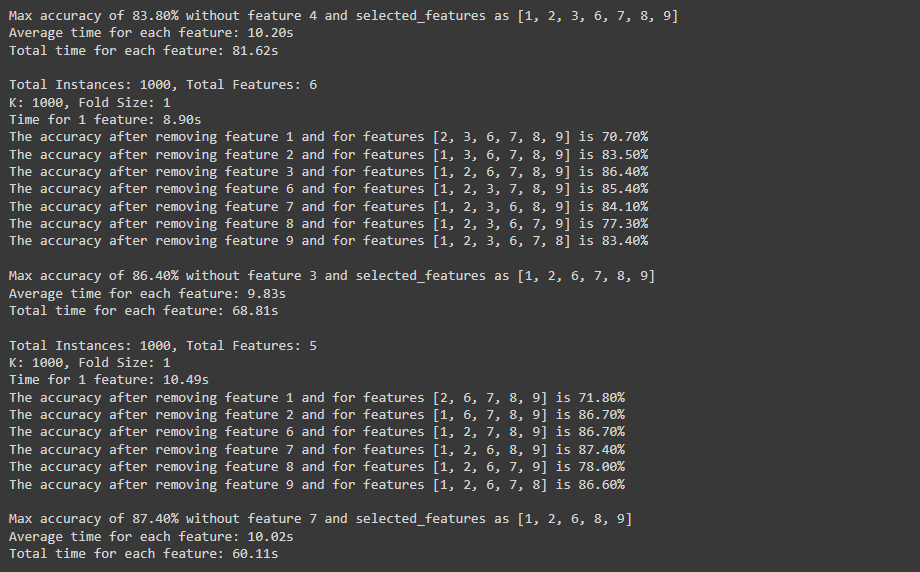 Max accuracy of 83.80% without feature 4 and selected_features as [1, 2, 3, 6, 7, 8, 9]
Average time for each feature: 10.20s
Total time for each feature: 81.62s
Total Instances: 1000, Total Features: 6
K: 1000, Fold Size: 1
Time for 1 feature: 8.90s
The accuracy after removing feature 1 and for features [2, 3, 6, 7, 8, 9] is 70.70%
The accuracy after removing feature 2 and for features [1, 3, 6, 7, 8, 9] is 83.50%
The accuracy after removing feature 3 and for features [1, 2, 6, 7, 8, 9] is 86.40%
The accuracy after removing feature 6 and for features [1, 2, 3, 7, 8, 9] is 85.40%
The accuracy after removing feature 7 and for features [1, 2, 3, 6, 8, 9] is 84.10%
The accuracy after removing feature 8 and for features [1, 2, 3, 6, 7, 9] is 77.30%
The accuracy after removing feature 9 and for features [1, 2, 3, 6, 7, 8] is 83.40%
Max accuracy of 86.40% without feature 3 and selected_features as [1, 2, 6, 7, 8, 9]
Average time for each feature: 9.83s
Total time for each feature: 68.81s
Total Instances: 1000, Total Features: 5
K: 1000, Fold Size: 1
Time for 1 feature: 10.49s
The accuracy after removing feature 1 and for features [2, 6, 7, 8, 9] is 71.80%
The accuracy after removing feature 2 and for features [1, 6, 7, 8, 9] is 86.70%
The accuracy after removing feature 6 and for features [1, 2, 7, 8, 9] is 86.70%
The accuracy after removing feature 7 and for features [1, 2, 6, 8, 9] is 87.40%
The accuracy after removing feature 8 and for features [1, 2, 6, 7, 9] is 78.00%
The accuracy after removing feature 9 and for features [1, 2, 6, 7, 8] is 86.60%
Max accuracy of 87.40% without feature 7 and selected_features as [1, 2, 6, 8, 9]
Average time for each feature: 10.02s
Total time for each feature: 60.11s